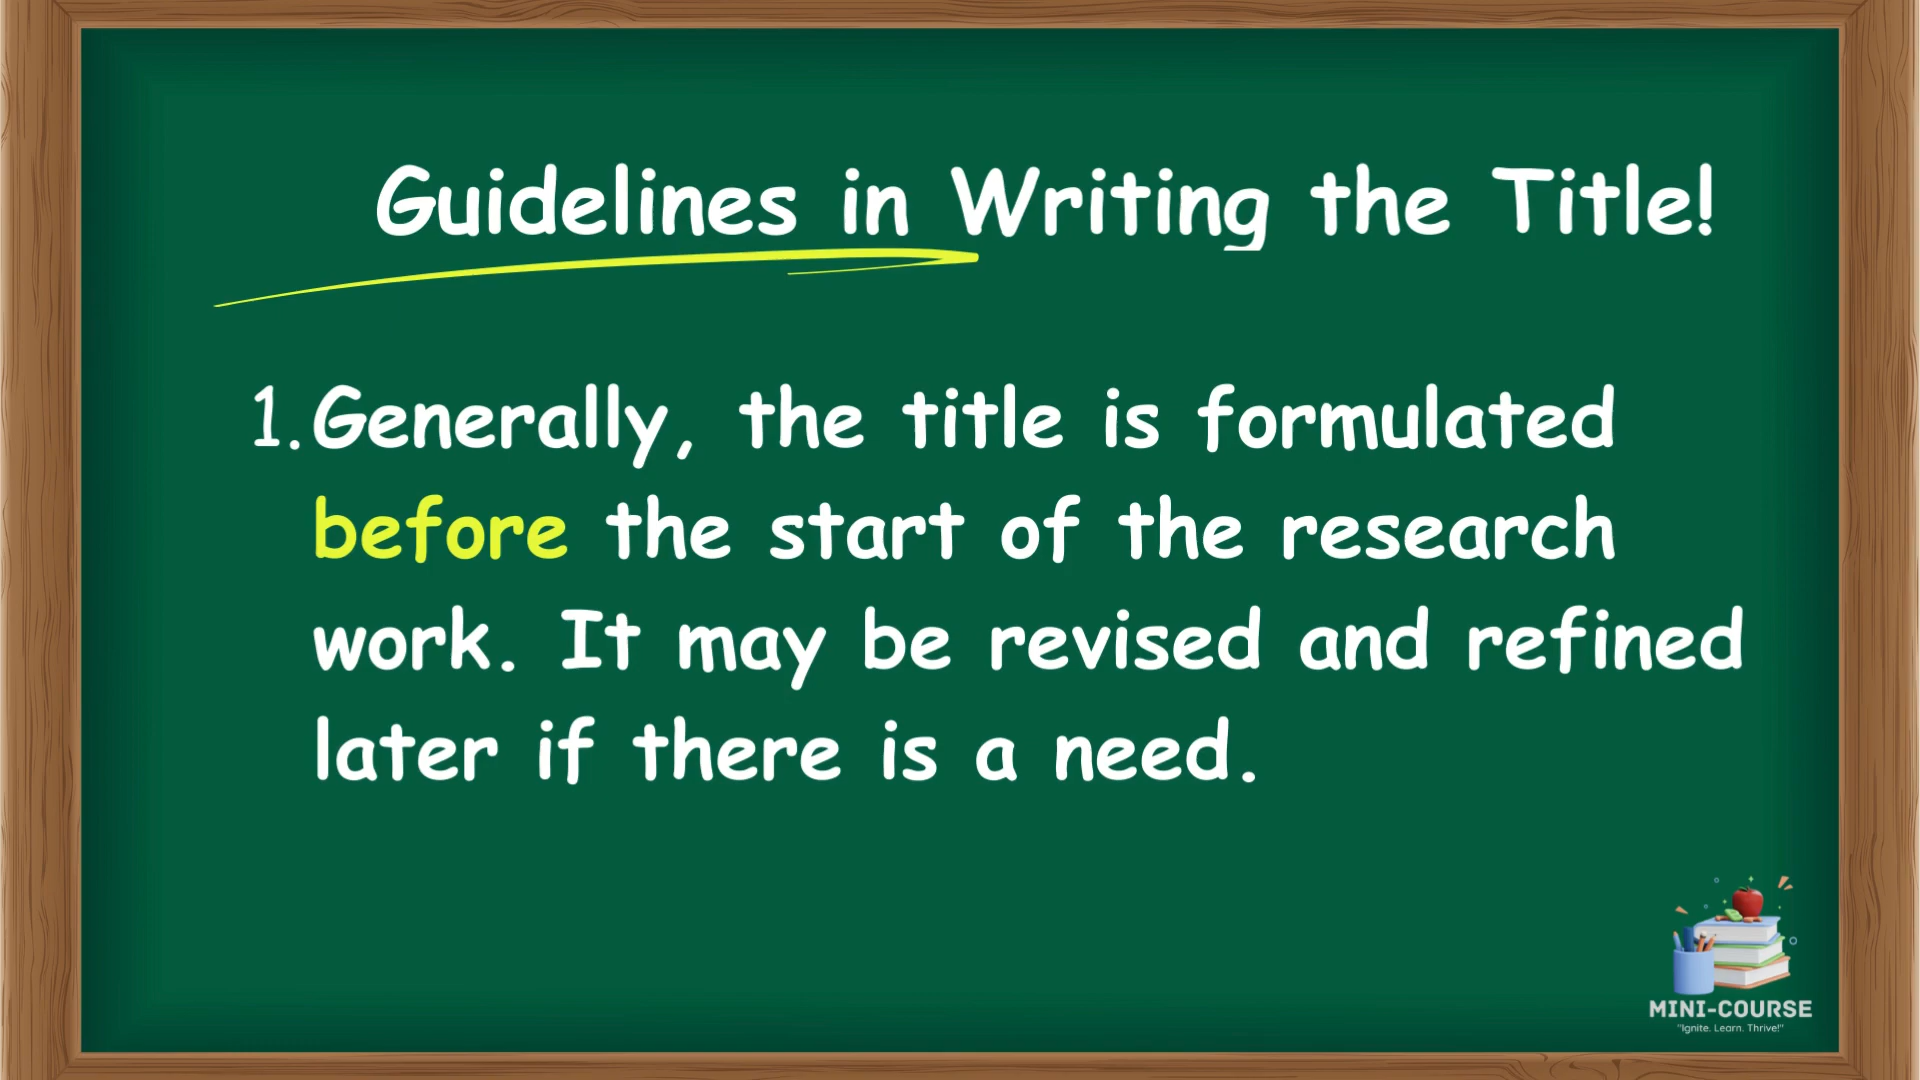 Guidelines in Writing the Title!
1. Generally, the title is formulated
before the start of the research
work. It may be revised and refined
later if there is a need.
MINI-COURSE
"Ignite. Learn. Thrive!"